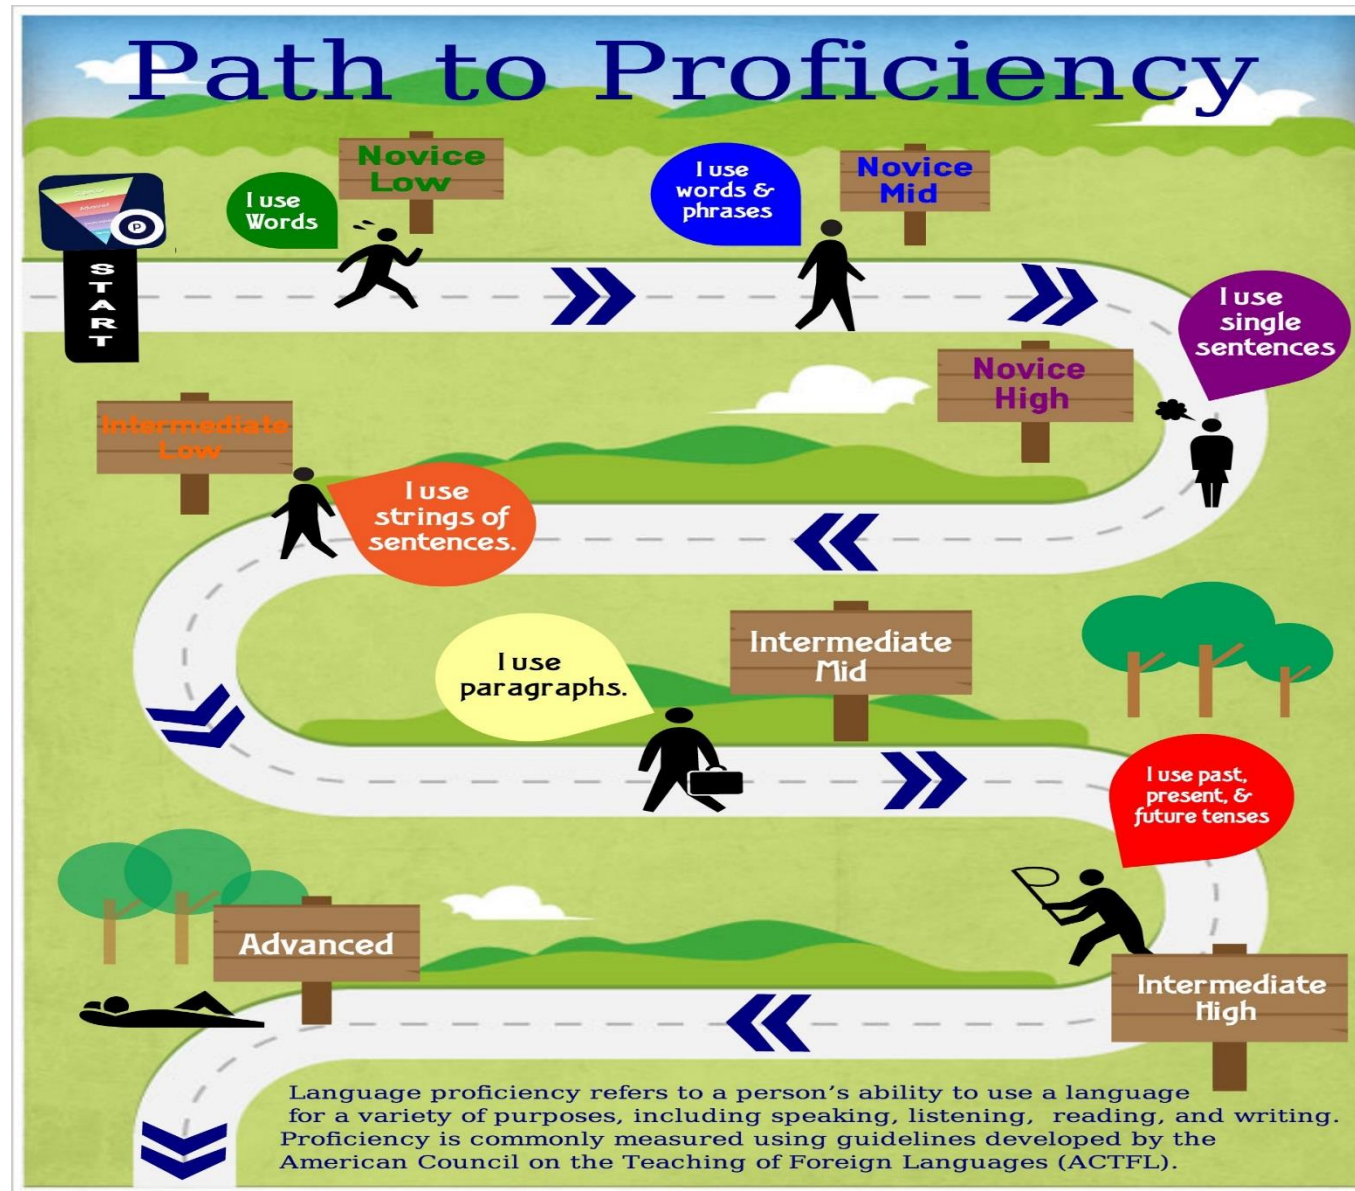 Path to Proficiency
Novice
Low
I use
Words
I use
words &
phrases
Novice
Mid
P
START
I use
single
sentences
Novice
High
Intermediate
Low
I use
strings of
sentences.
I use
paragraphs.
Intermediate
Mid
I use past,
present, &
future tenses
Intermediate
High
Advanced
Language proficiency refers to a person's ability to use a language
for a variety of purposes, including speaking, listening, reading, and writing.
Proficiency is commonly measured using guidelines developed by the
American Council on the Teaching of Foreign Languages (ACTFL).